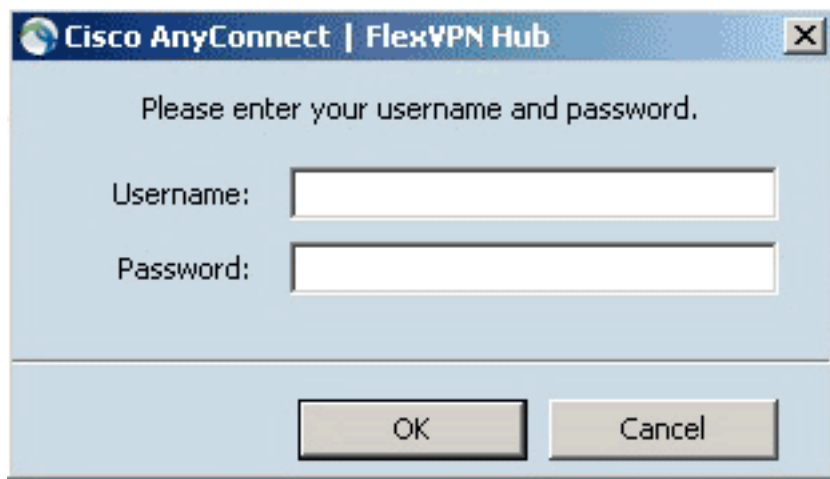 Cisco AnyConnect | FlexVPN Hub
Please enter your username and password.
Username:
Password:
OK Cancel